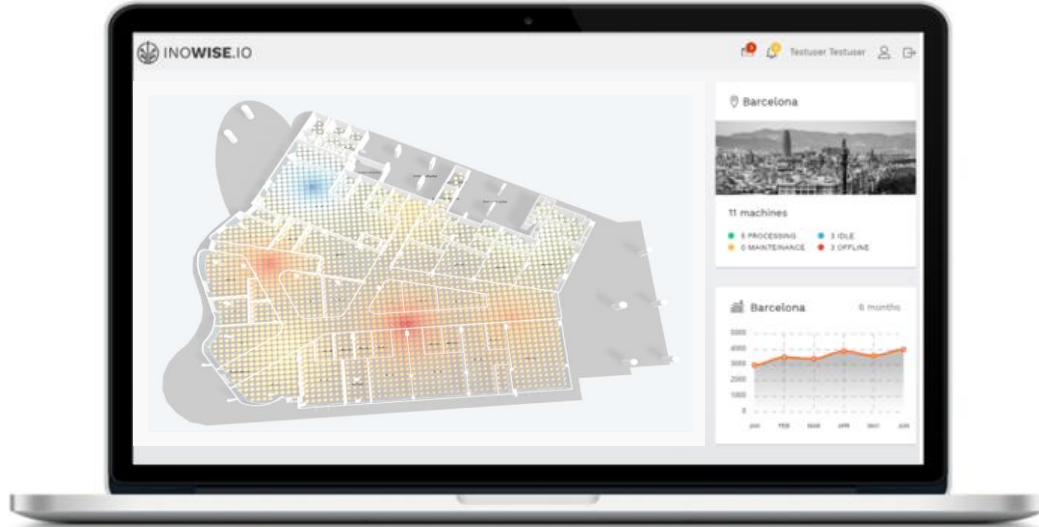 INOWISE.IO
Testuser Testuser
Barcelona
11 machines
5 PROCESSING
3 IDLE
0 MAINTEINANCE
3 OFFLINE
Barcelona
6 months
5000
4000
3000
2000
1000
0
JAN FEB MAR APR MAY JUN